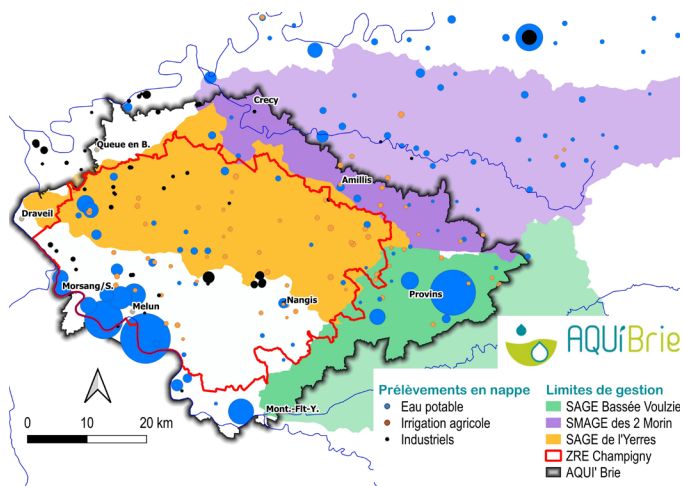 Crecy
Queue en B.
Amillis
Draveil
Morsang/S.
Melun
Nangis
Provins
Mont.-Flt-Y.
AQUíBrie
0 10 20 km
Prélèvements en nappe
Eau potable
Irrigation agricole
Industriels
Limites de gestion
SAGE Bassée Voulzie
SMAGE des 2 Morin
SAGE de l'Yerres
ZRE Champigny
AQUI' Brie